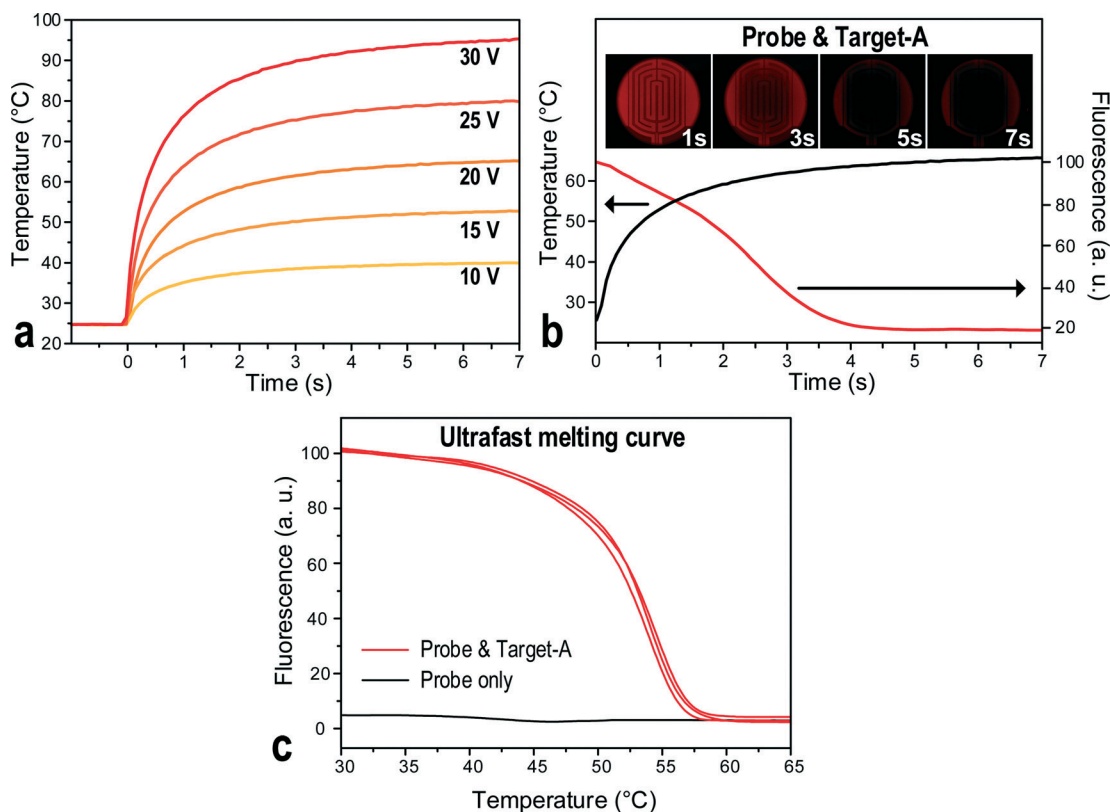 100
90
80
70
60
50
40
30
20
Temperature (°C)
30 V
25 V
20 V
15 V
10 V
a
0
1
2
3
4
5
6
7
Time (s)
Probe & Target-A
1s
3s
5s
7s
Temperature (°C)
60
50
40
30
Fluorescence (a. u.)
100
80
60
40
20
b
0
1
2
3
4
5
6
7
Time (s)
Ultrafast melting curve
Fluorescence (a. u.)
100
80
60
40
20
0
Probe & Target-A
Probe only
c
30
35
40
45
50
55
60
65
Temperature (°C)